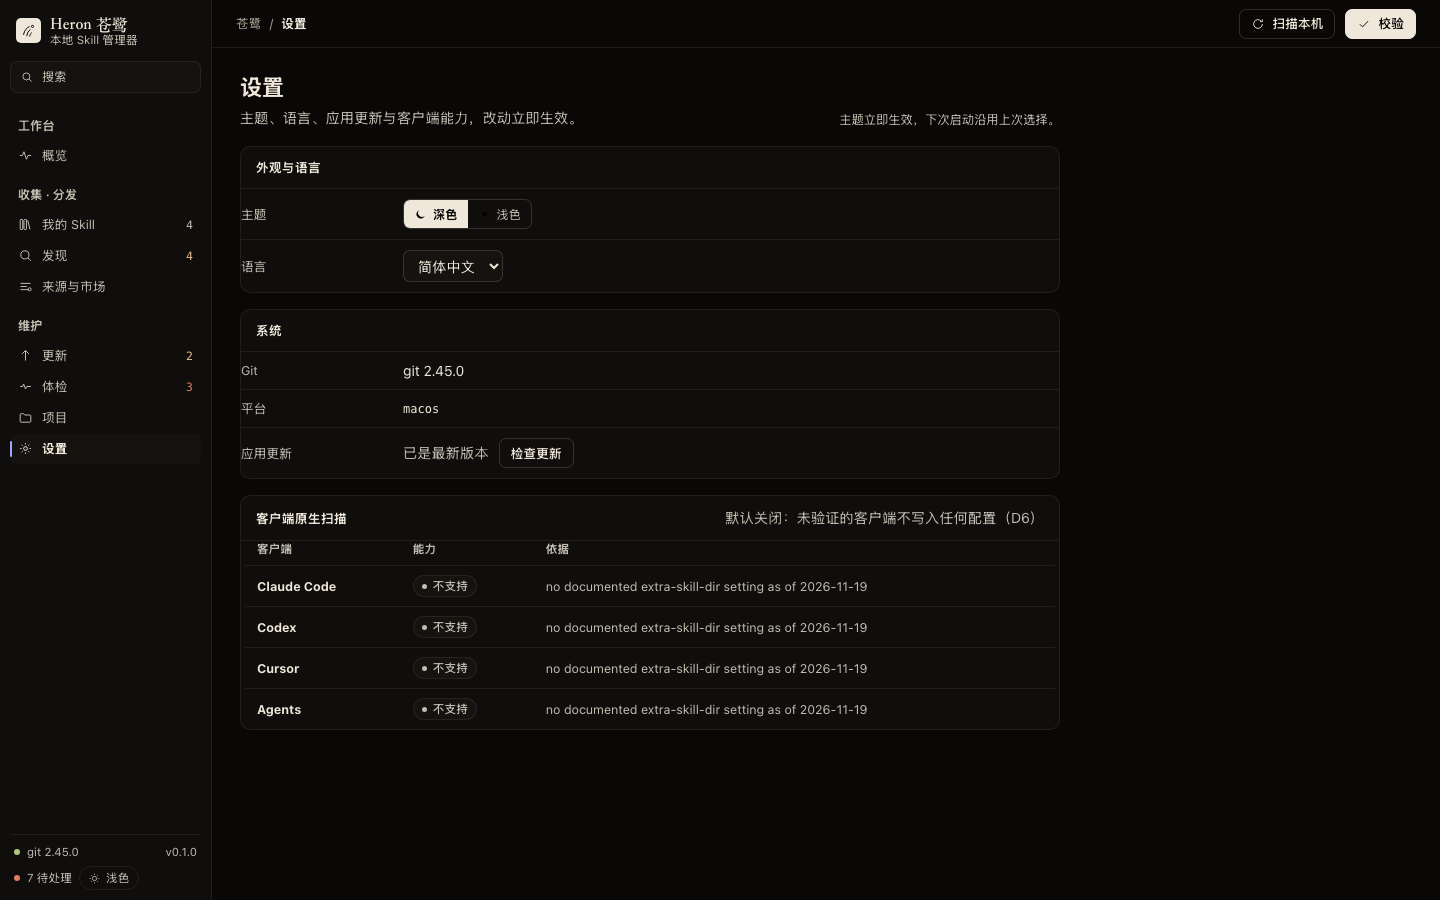 Heron 苍鹭
本地 Skill 管理器
搜索
工作台
概览
收集 · 分发
我的 Skill 4
发现 4
来源与市场
维护
更新 2
体检 3
项目
设置
git 2.45.0 v0.1.0
7 待处理 浅色
苍鹭 / 设置
扫描本机 校验
设置
主题、语言、应用更新与客户端能力，改动立即生效。
主题立即生效，下次启动沿用上次选择。
外观与语言
主题 深色 浅色
语言 简体中文
系统
Git git 2.45.0
平台 macos
应用更新 已是最新版本 检查更新
客户端原生扫描 默认关闭：未验证的客户端不写入任何配置（D6）
客户端 能力 依据
Claude Code 不支持 no documented extra-skill-dir setting as of 2026-11-19
Codex 不支持 no documented extra-skill-dir setting as of 2026-11-19
Cursor 不支持 no documented extra-skill-dir setting as of 2026-11-19
Agents 不支持 no documented extra-skill-dir setting as of 2026-11-19